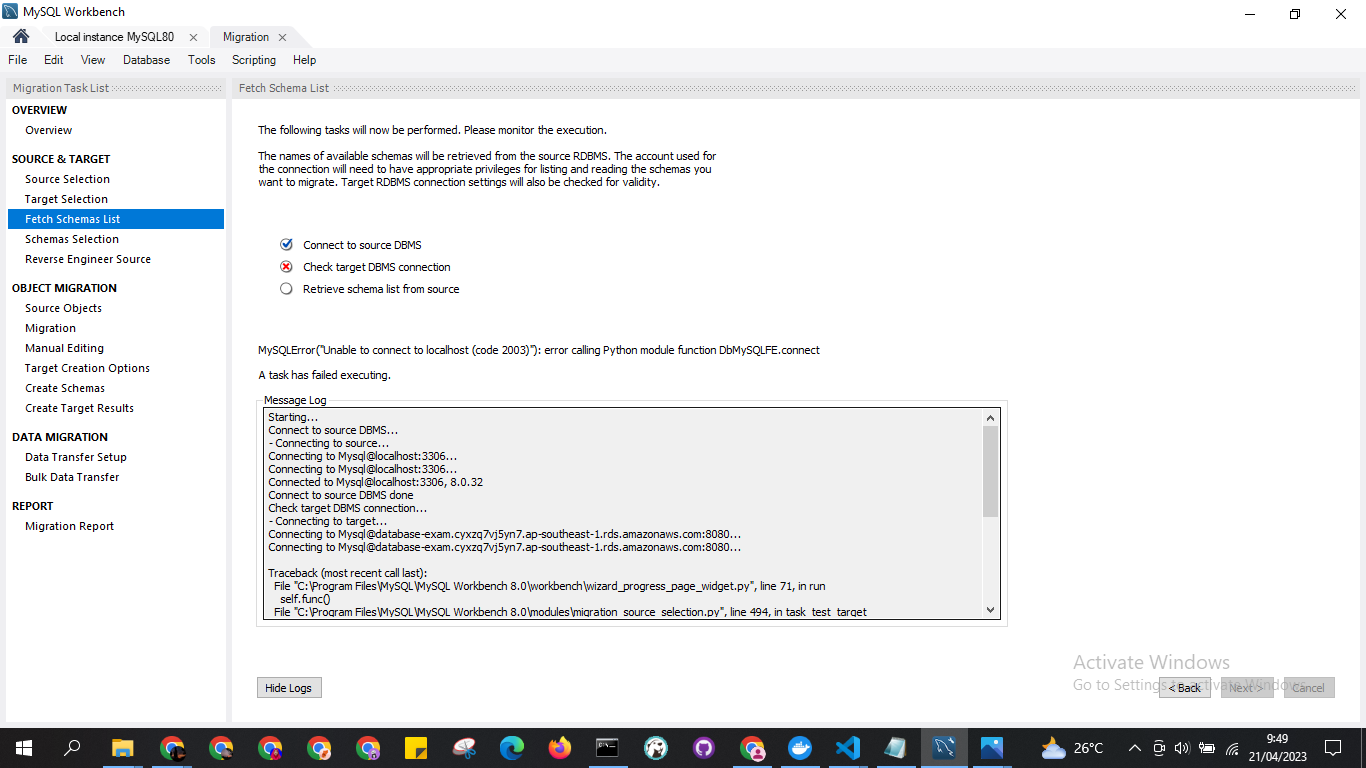 MySQL Workbench
Local instance MySQL80
Migration
File Edit View Database Tools Scripting Help
Migration Task List
OVERVIEW
Overview
SOURCE & TARGET
Source Selection
Target Selection
Fetch Schemas List
Schemas Selection
Reverse Engineer Source
OBJECT MIGRATION
Source Objects
Migration
Manual Editing
Target Creation Options
Create Schemas
Create Target Results
DATA MIGRATION
Data Transfer Setup
Bulk Data Transfer
REPORT
Migration Report
Fetch Schema List
The following tasks will now be performed. Please monitor the execution.
The names of available schemas will be retrieved from the source RDBMS. The account used for
the connection will need to have appropriate privileges for listing and reading the schemas you
want to migrate. Target RDBMS connection settings will also be checked for validity.
Connect to source DBMS
Check target DBMS connection
Retrieve schema list from source
MySQLError("Unable to connect to localhost (code 2003)"): error calling Python module function DbMySQLFE.connect
A task has failed executing.
Message Log
Starting...
Connect to source DBMS...
- Connecting to source...
Connecting to Mysql@localhost:3306...
Connecting to Mysql@localhost:3306...
Connected to Mysql@localhost:3306, 8.0.32
Connect to source DBMS done
Check target DBMS connection...
- Connecting to target...
Connecting to Mysql@database-exam.cyxzq7vj5yn7.ap-southeast-1.rds.amazonaws.com:8080...
Connecting to Mysql@database-exam.cyxzq7vj5yn7.ap-southeast-1.rds.amazonaws.com:8080...
Traceback (most recent call last):
File "C:\Program Files\MySQL\MySQL Workbench 8.0\workbench\wizard_progress_page_widget.py", line 71, in run
self.func()
File "C:\Program Files\MySQL\MySQL Workbench 8.0\modules\migration_source_selection.py", line 494, in task_test_target
Activate Windows
Go to Settings to activate Windows.
Hide Logs
< Back
Next >
Cancel
26°C
9:49
21/04/2023